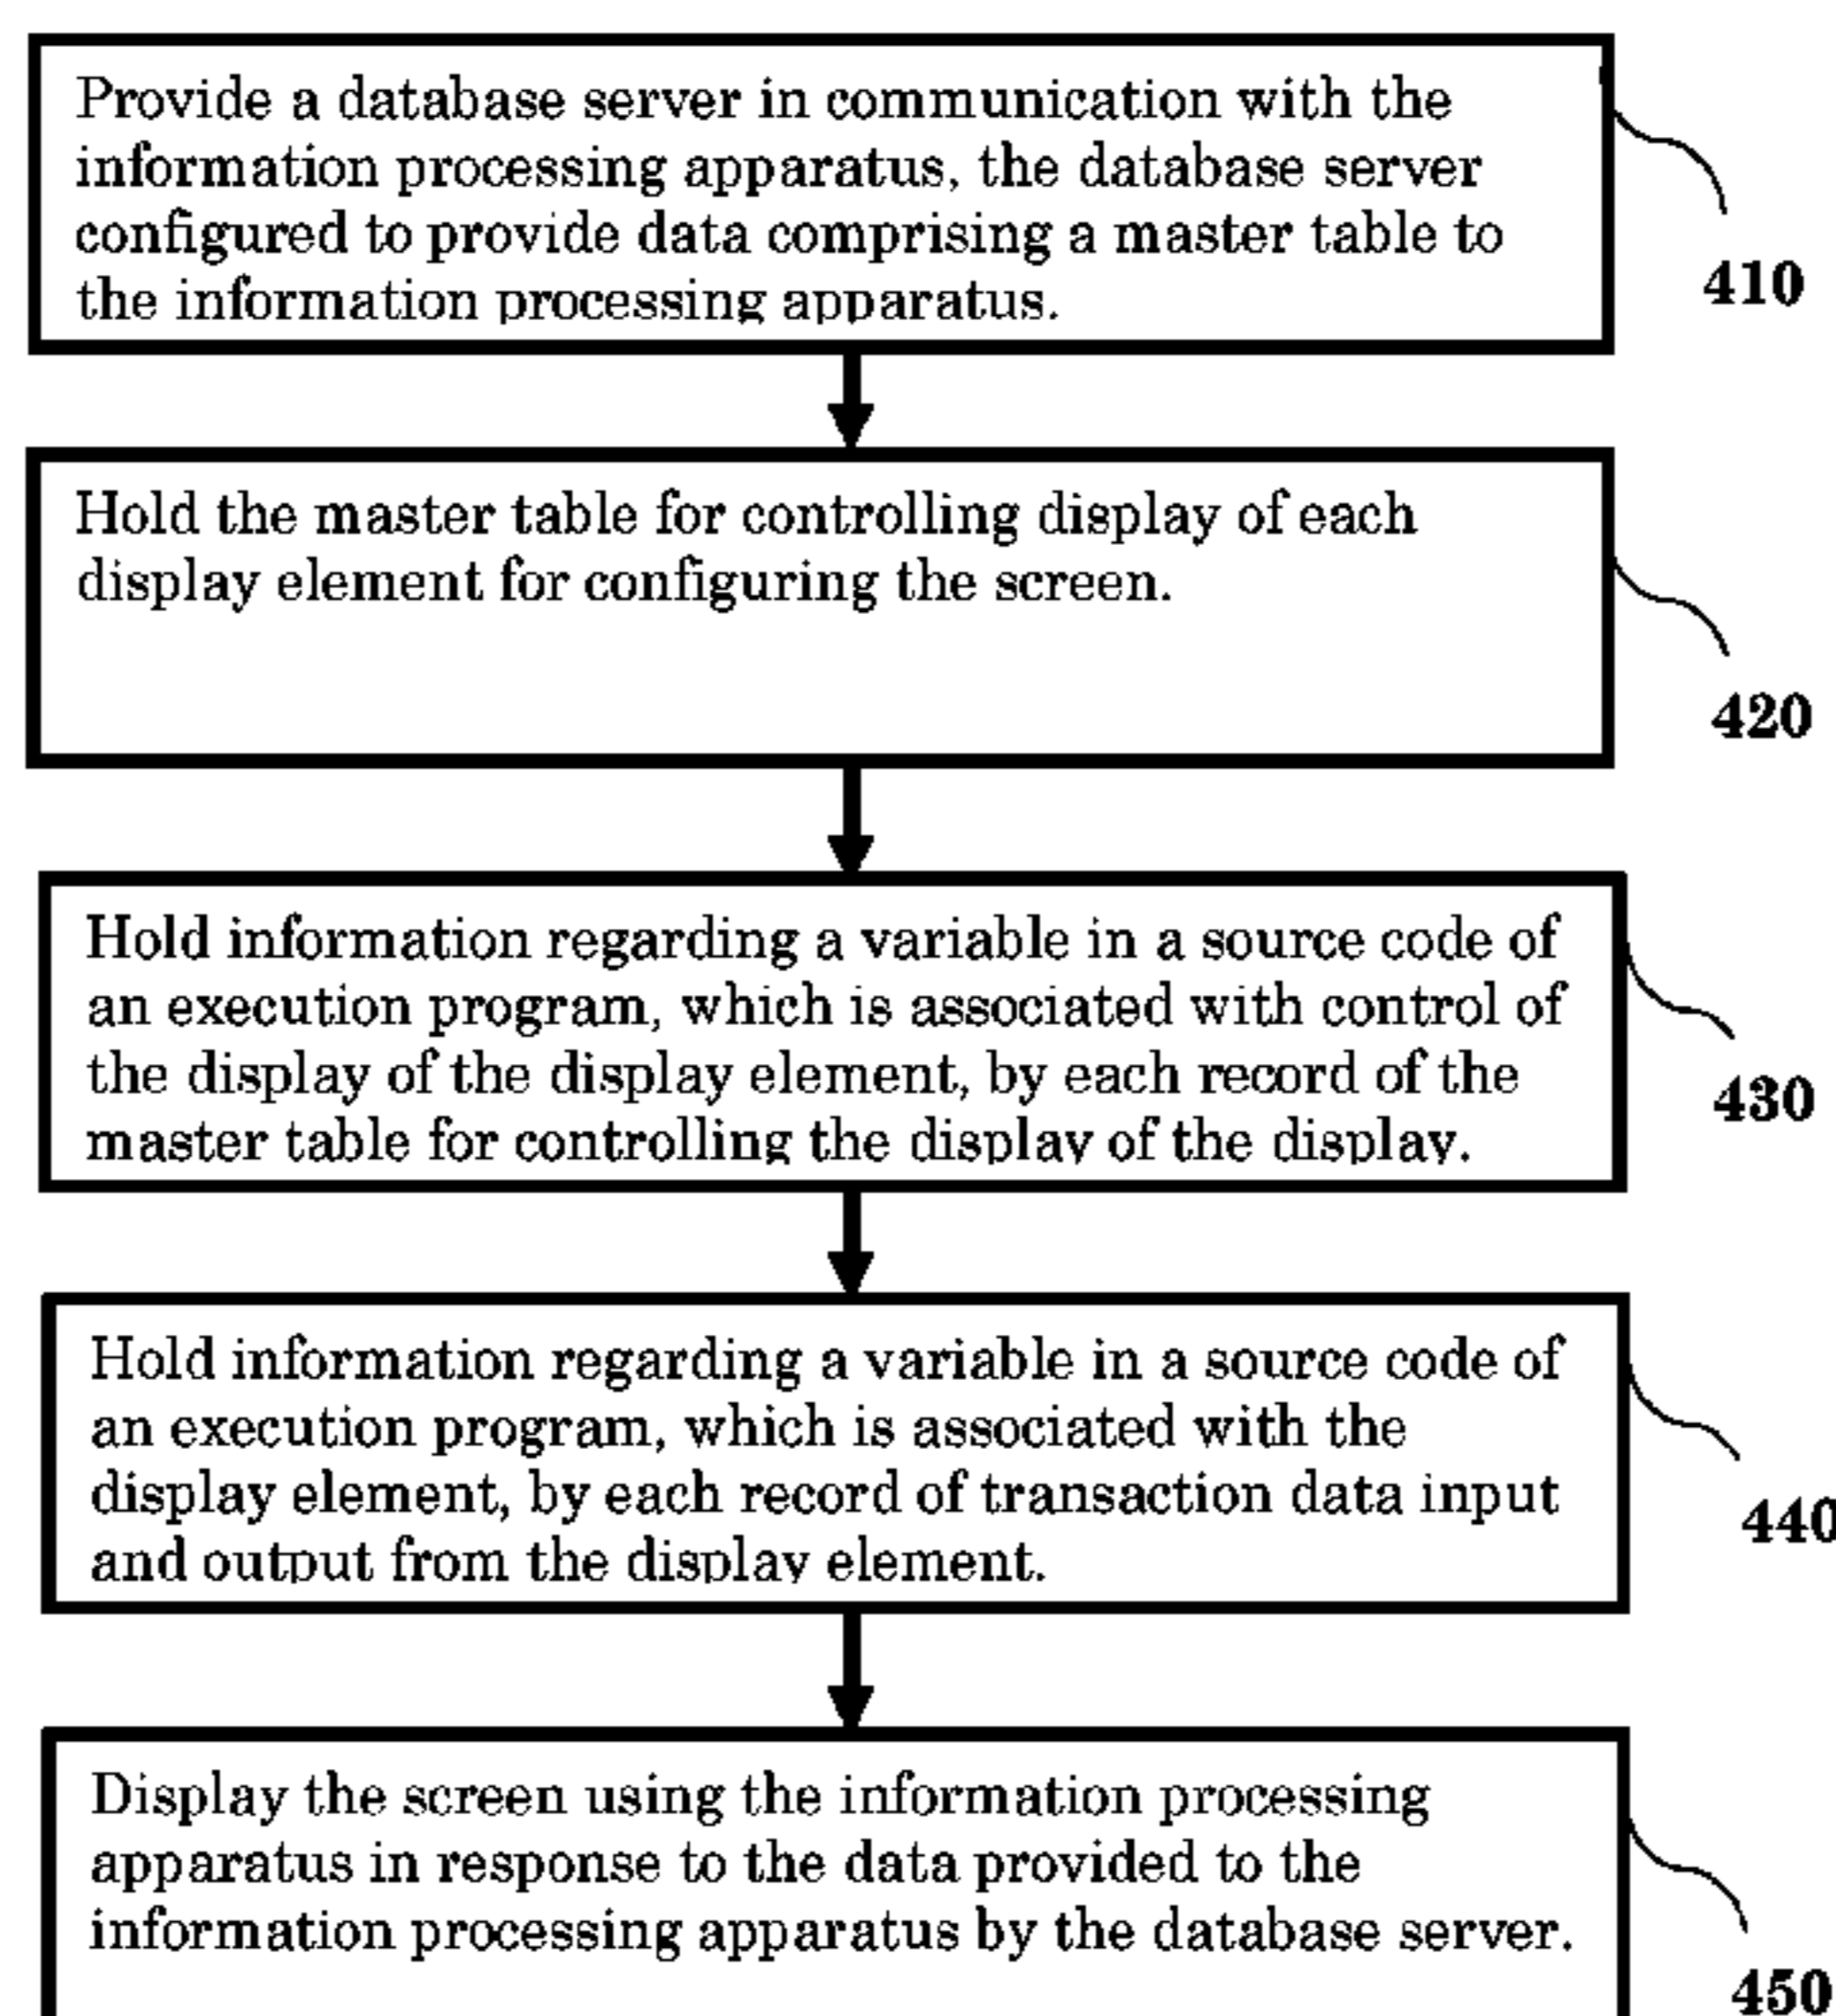 Provide a database server in communication with the
information processing apparatus, the database server
configured to provide data comprising a master table to
the information processing apparatus.
410
Hold the master table for controlling display of each
display element for configuring the screen.
420
Hold information regarding a variable in a source code of
an execution program, which is associated with control of
the display of the display element, by each record of the
master table for controlling the display of the display.
430
Hold information regarding a variable in a source code of
an execution program, which is associated with the
display element, by each record of transaction data input
and output from the display element.
440
Display the screen using the information processing
apparatus in response to the data provided to the
information processing apparatus by the database server.
450